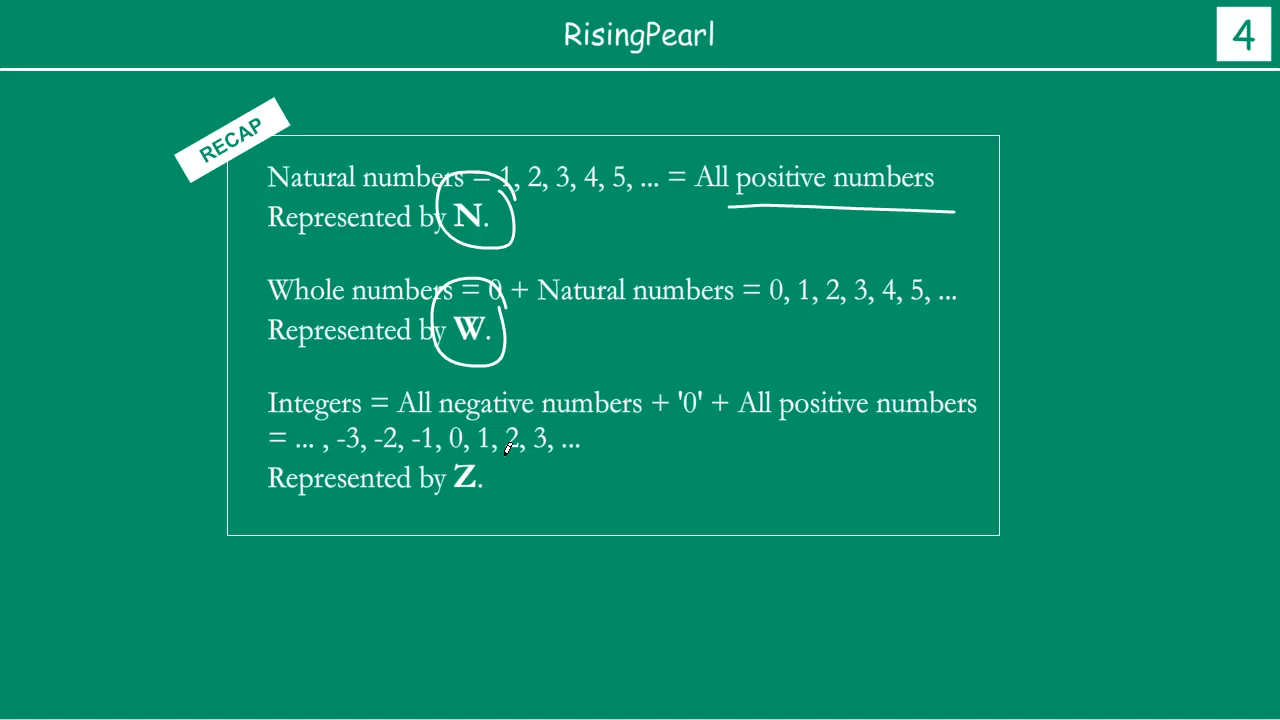 RisingPearl
4
RECAP
Natural numbers = 1, 2, 3, 4, 5, ... = All positive numbers
Represented by N.
Whole numbers = 0 + Natural numbers = 0, 1, 2, 3, 4, 5, ...
Represented by W.
Integers = All negative numbers + '0' + All positive numbers
= ... , -3, -2, -1, 0, 1, 2, 3, ...
Represented by Z.